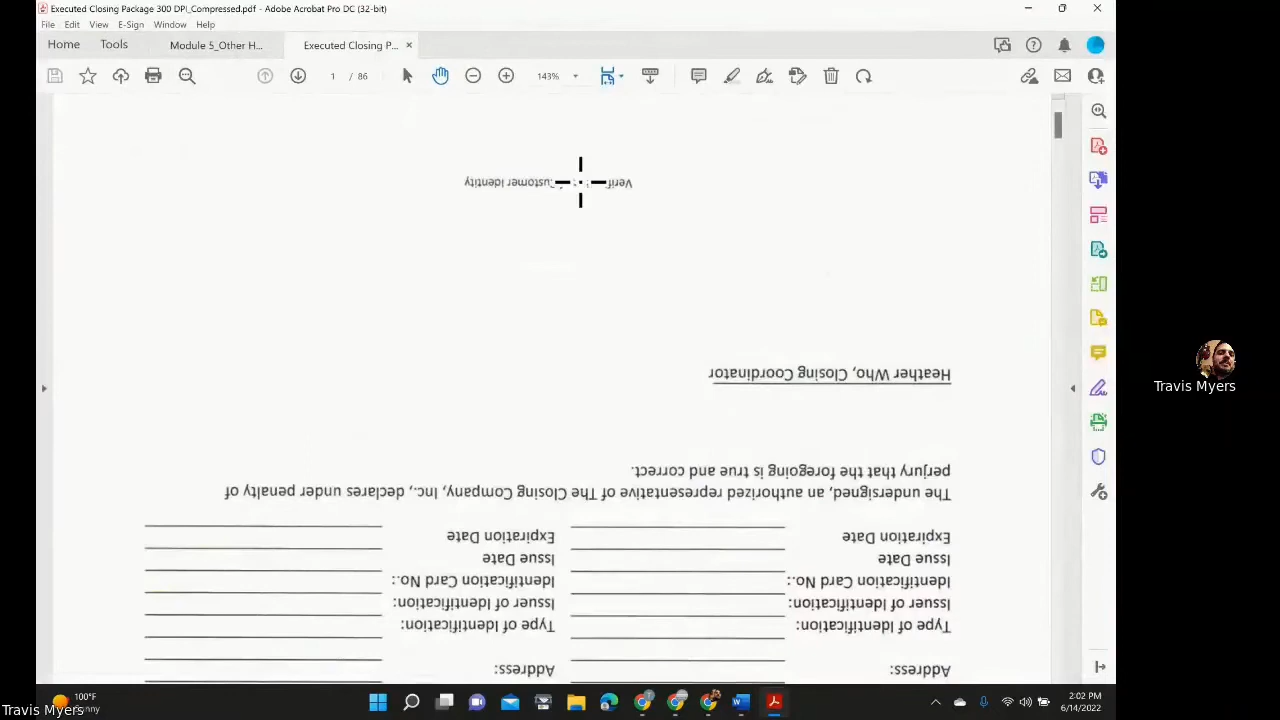 Executed Closing Package 300 DPI_Compressed.pdf - Adobe Acrobat Pro DC (32-bit)
File Edit View E-Sign Window Help
Home Tools Module 5_Other H... Executed Closing P... ×
1 / 86 143%
Customer Identity
Heather Who, Closing Coordinator
perjury that the foregoing is true and correct.
The undersigned, an authorized representative of The Closing Company, Inc., declares under penalty of
Expiration Date Expiration Date
Issue Date Issue Date
Identification Card No.: Identification Card No.:
Issuer of Identification: Issuer of Identification:
Type of Identification: Type of Identification:
Address: Address:
Travis Myers
100°F
Sunny
Travis Myers
2:02 PM
6/14/2022